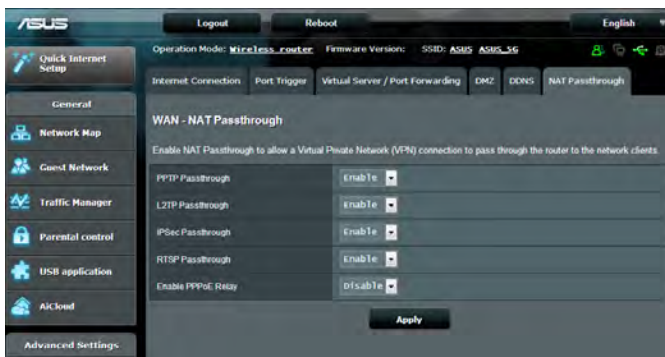 ASUS
Logout
Reboot
English
Quick Internet Setup
Operation Mode: Wireless router Firmware Version: SSID: ASUS ASUS_5G
Internet Connection
Port Trigger
Virtual Server / Port Forwarding
DMZ
DDNS
NAT Passthrough
General
Network Map
Guest Network
Traffic Manager
Parental control
USB application
AiCloud
Advanced Settings
WAN - NAT Passthrough
Enable NAT Passthrough to allow a Virtual Private Network (VPN) connection to pass through the router to the network clients.
PPTP Passthrough Enable
L2TP Passthrough Enable
IPSec Passthrough Enable
RTSP Passthrough Enable
Enable PPPoE Relay Disable
Apply